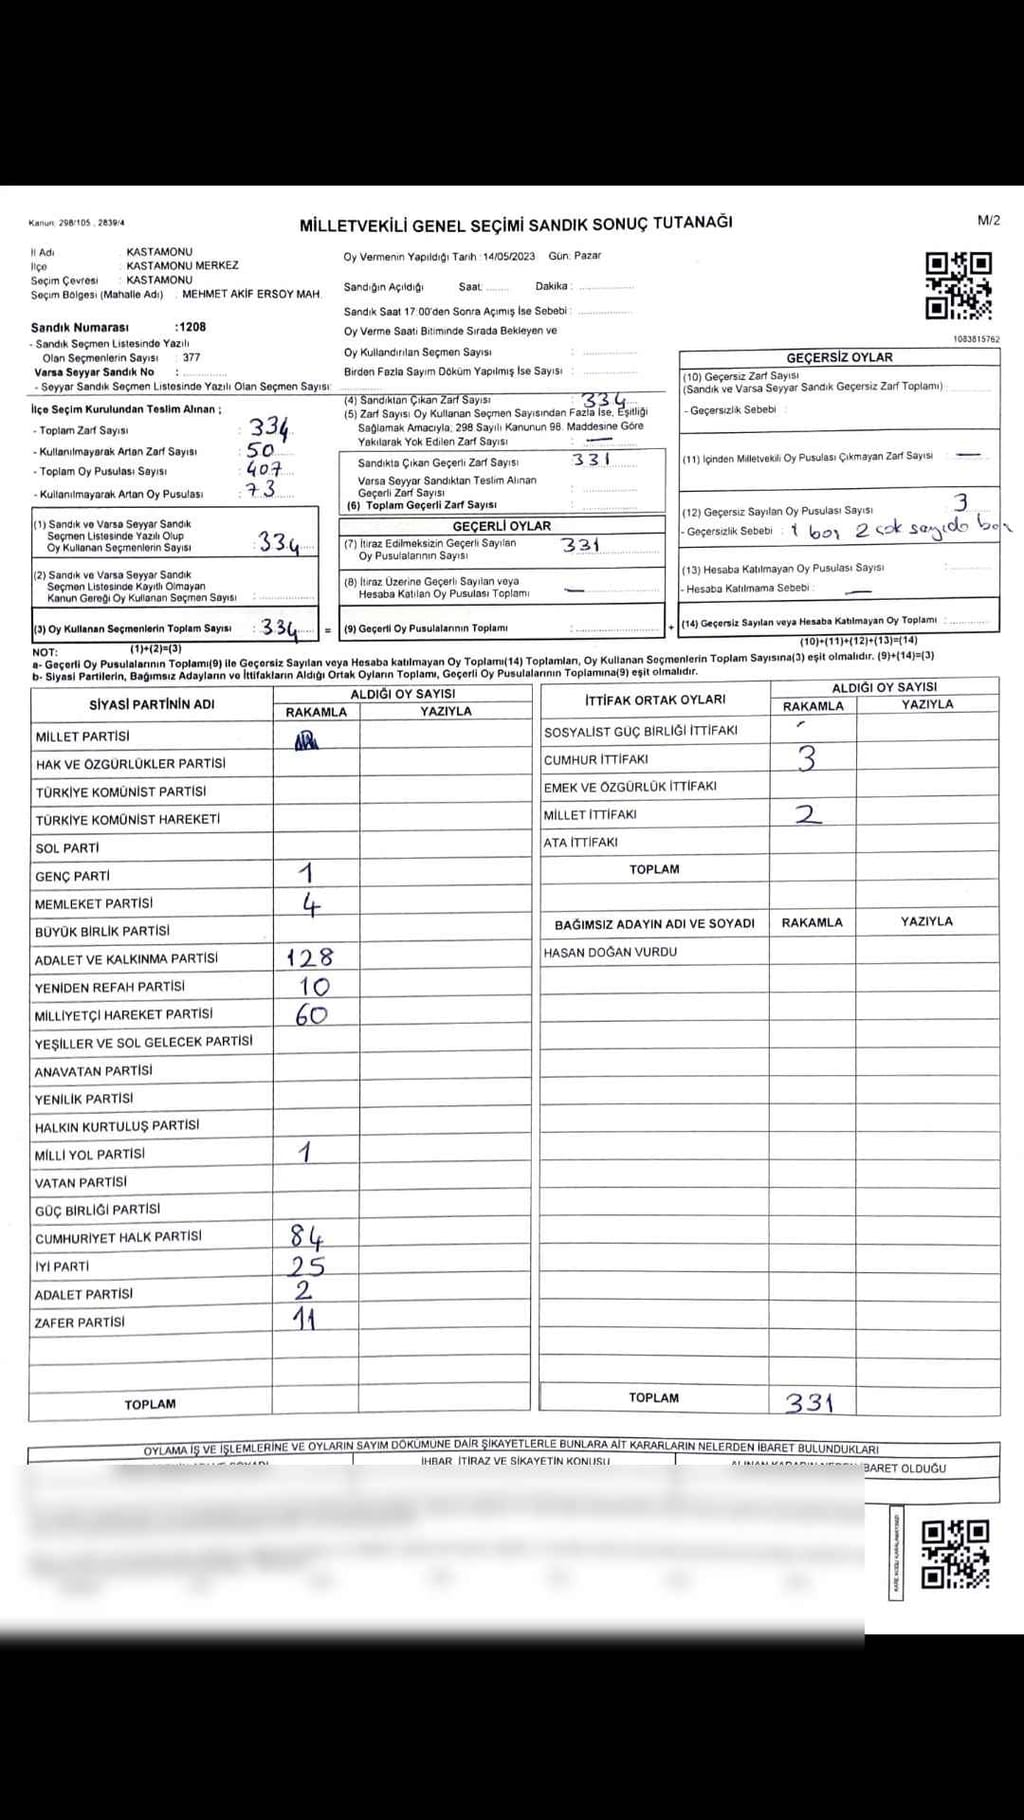 Kanun: 298/105 , 2839/4
MİLLETVEKİLİ GENEL SEÇİMİ SANDIK SONUÇ TUTANAĞI
M/2
İl Adı : KASTAMONU
İlçe : KASTAMONU MERKEZ
Seçim Çevresi : KASTAMONU
Seçim Bölgesi (Mahalle Adı) : MEHMET AKİF ERSOY MAH.
Sandık Numarası :1208
- Sandık Seçmen Listesinde Yazılı
Olan Seçmenlerin Sayısı : 377
Varsa Seyyar Sandık No :
- Seyyar Sandık Seçmen Listesinde Yazılı Olan Seçmen Sayısı:
Oy Vermenin Yapıldığı Tarih :14/05/2023 Gün: Pazar
Sandığın Açıldığı Saat: Dakika :
Sandık Saat 17:00'den Sonra Açımış İse Sebebi :
Oy Verme Saati Bitiminde Sırada Bekleyen ve
Oy Kullandırılan Seçmen Sayısı :
Birden Fazla Sayım Döküm Yapılmış İse Sayısı :
1083815762
İlçe Seçim Kurulundan Teslim Alınan ;
- Toplam Zarf Sayısı : 334
- Kullanılmayarak Artan Zarf Sayısı : 50
- Toplam Oy Pusulası Sayısı : 407
- Kullanılmayarak Artan Oy Pusulası : 73
(1) Sandık ve Varsa Seyyar Sandık
Seçmen Listesinde Yazılı Olup
Oy Kullanan Seçmenlerin Sayısı : 334
(2) Sandık ve Varsa Seyyar Sandık
Seçmen Listesinde Kayıtlı Olmayan
Kanun Gereği Oy Kullanan Seçmen Sayısı :
(3) Oy Kullanan Seçmenlerin Toplam Sayısı : 334 =
(1)+(2)=(3)
(4) Sandıktan Çıkan Zarf Sayısı : 334
(5) Zarf Sayısı Oy Kullanan Seçmen Sayısından Fazla İse, Eşitliği
Sağlamak Amacıyla, 298 Sayılı Kanunun 98. Maddesine Göre
Yakılarak Yok Edilen Zarf Sayısı : —
Sandıkta Çıkan Geçerli Zarf Sayısı : 331
Varsa Seyyar Sandıktan Teslim Alınan
Geçerli Zarf Sayısı :
(6) Toplam Geçerli Zarf Sayısı :
GEÇERLİ OYLAR
(7) İtiraz Edilmeksizin Geçerli Sayılan
Oy Pusulalarının Sayısı : 331
(8) İtiraz Üzerine Geçerli Sayılan veya
Hesaba Katılan Oy Pusulası Toplamı : —
(9) Geçerli Oy Pusulalarının Toplamı : +
GEÇERSİZ OYLAR
(10) Geçersiz Zarf Sayısı
(Sandık ve Varsa Seyyar Sandık Geçersiz Zarf Toplamı) :
- Geçersizlik Sebebi :
(11) İçinden Milletvekili Oy Pusulası Çıkmayan Zarf Sayısı : —
(12) Geçersiz Sayılan Oy Pusulası Sayısı : 3
- Geçersizlik Sebebi : 1 boş 2 çok sayıda
(13) Hesaba Katılmayan Oy Pusulası Sayısı :
- Hesaba Katılmama Sebebi : —
(14) Geçersiz Sayılan veya Hesaba Katılmayan Oy Toplamı :
(10)+(11)+(12)+(13)=(14)
NOT:
a- Geçerli Oy Pusulalarının Toplamı(9) ile Geçersiz Sayılan veya Hesaba katılmayan Oy Toplamı(14) Toplamları, Oy Kullanan Seçmenlerin Toplam Sayısına(3) eşit olmalıdır. (9)+(14)=(3)
b- Siyasi Partilerin, Bağımsız Adayların ve İttifakların Aldığı Ortak Oyların Toplamı, Geçerli Oy Pusulalarının Toplamına(9) eşit olmalıdır.
SİYASİ PARTİNİN ADI ALDIĞI OY SAYISI
RAKAMLA YAZIYLA
MİLLET PARTİSİ
HAK VE ÖZGÜRLÜKLER PARTİSİ
TÜRKİYE KOMÜNİST PARTİSİ
TÜRKİYE KOMÜNİST HAREKETİ
SOL PARTİ
GENÇ PARTİ 1
MEMLEKET PARTİSİ 4
BÜYÜK BİRLİK PARTİSİ
ADALET VE KALKINMA PARTİSİ 128
YENİDEN REFAH PARTİSİ 10
MİLLİYETÇİ HAREKET PARTİSİ 60
YEŞİLLER VE SOL GELECEK PARTİSİ
ANAVATAN PARTİSİ
YENİLİK PARTİSİ
HALKIN KURTULUŞ PARTİSİ
MİLLİ YOL PARTİSİ 1
VATAN PARTİSİ
GÜÇ BİRLİĞİ PARTİSİ
CUMHURİYET HALK PARTİSİ 84
İYİ PARTİ 25
ADALET PARTİSİ 2
ZAFER PARTİSİ 11
TOPLAM
İTTİFAK ORTAK OYLARI ALDIĞI OY SAYISI
RAKAMLA YAZIYLA
SOSYALİST GÜÇ BİRLİĞİ İTTİFAKI
CUMHUR İTTİFAKI 3
EMEK VE ÖZGÜRLÜK İTTİFAKI
MİLLET İTTİFAKI 2
ATA İTTİFAKI
TOPLAM
BAĞIMSIZ ADAYIN ADI VE SOYADI RAKAMLA YAZIYLA
HASAN DOĞAN VURDU
TOPLAM 331
OYLAMA İŞ VE İŞLEMLERİNE VE OYLARIN SAYIM DÖKÜMÜNE DAİR ŞİKAYETLERLE BUNLARA AİT KARARLARIN NELERDEN İBARET BULUNDUKLARI
İHBAR, İTİRAZ VE ŞİKAYETİN KONUSU
İBARET OLDUĞU